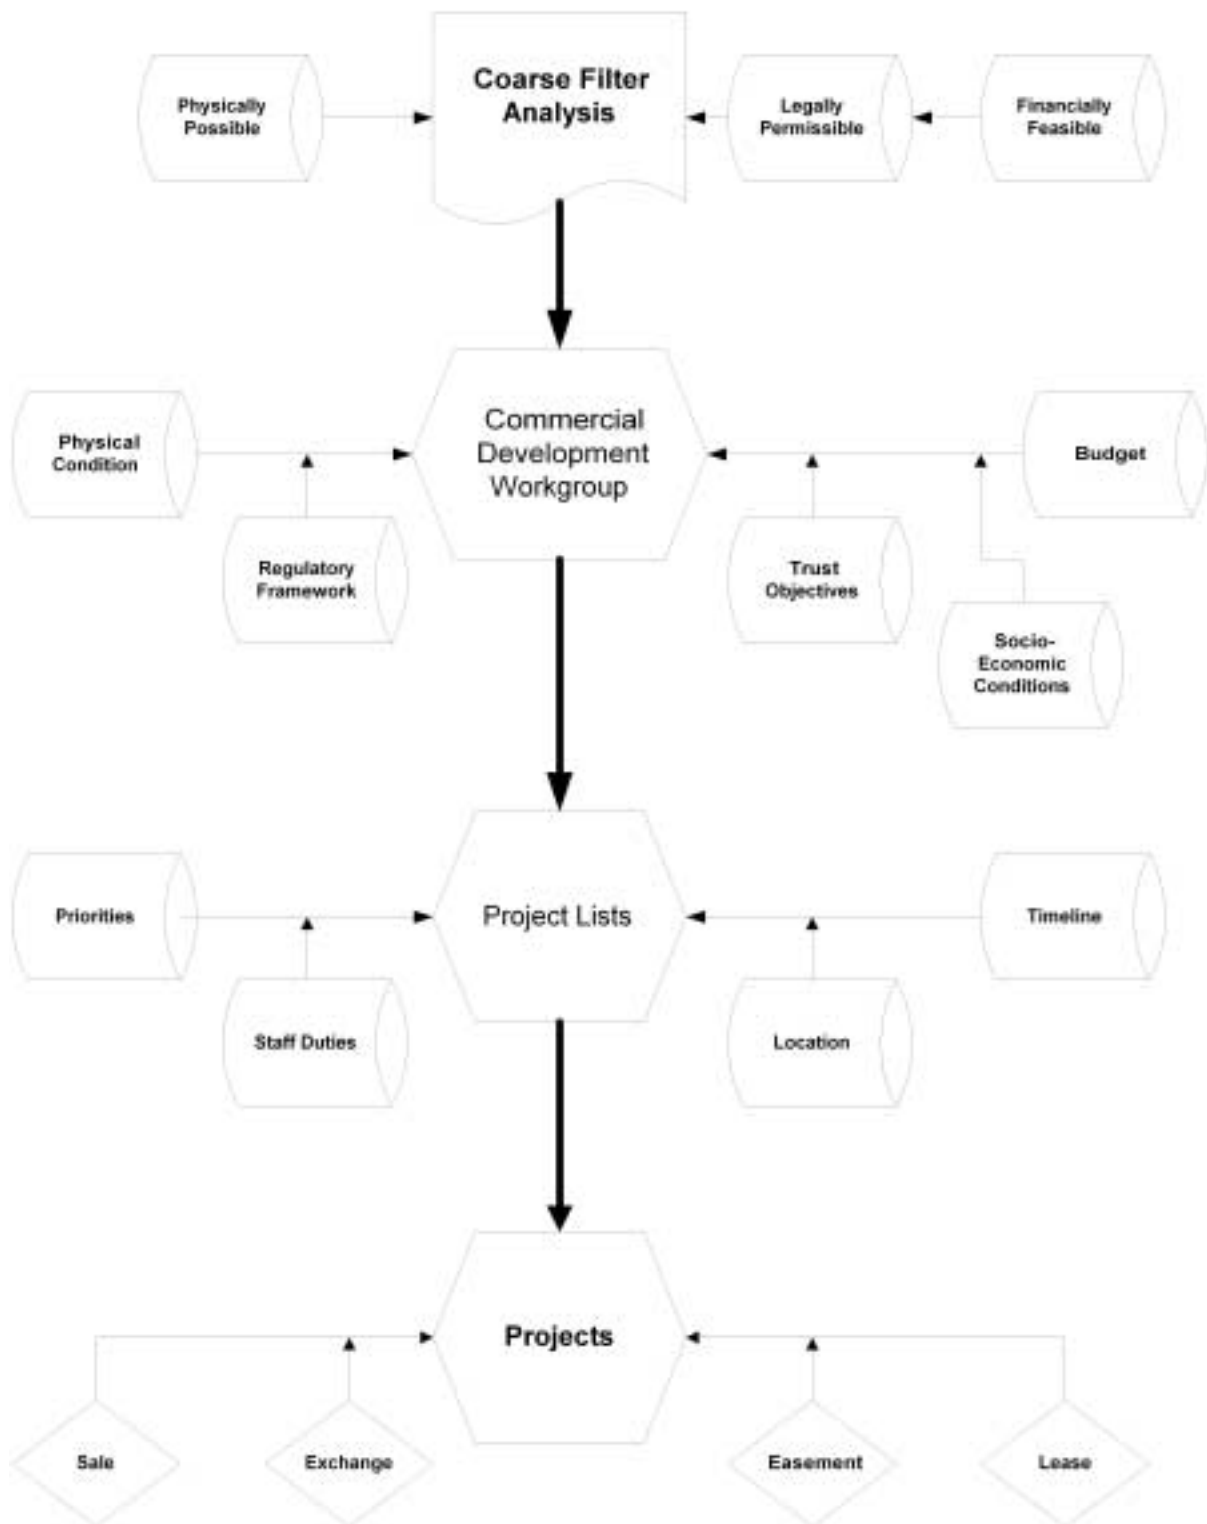 Coarse Filter
Analysis
Physically
Possible
Legally
Permissible
Financially
Feasible
Commercial
Development
Workgroup
Physical
Condition
Budget
Regulatory
Framework
Trust
Objectives
Socio-
Economic
Conditions
Priorities
Project Lists
Timeline
Staff Duties
Location
Projects
Sale
Exchange
Easement
Lease